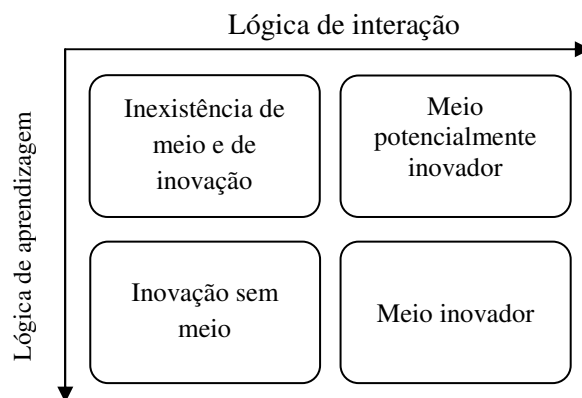 Lógica de interação
Lógica de aprendizagem
Inexistência de
meio e de
inovação
Meio
potencialmente
inovador
Inovação sem
meio
Meio inovador